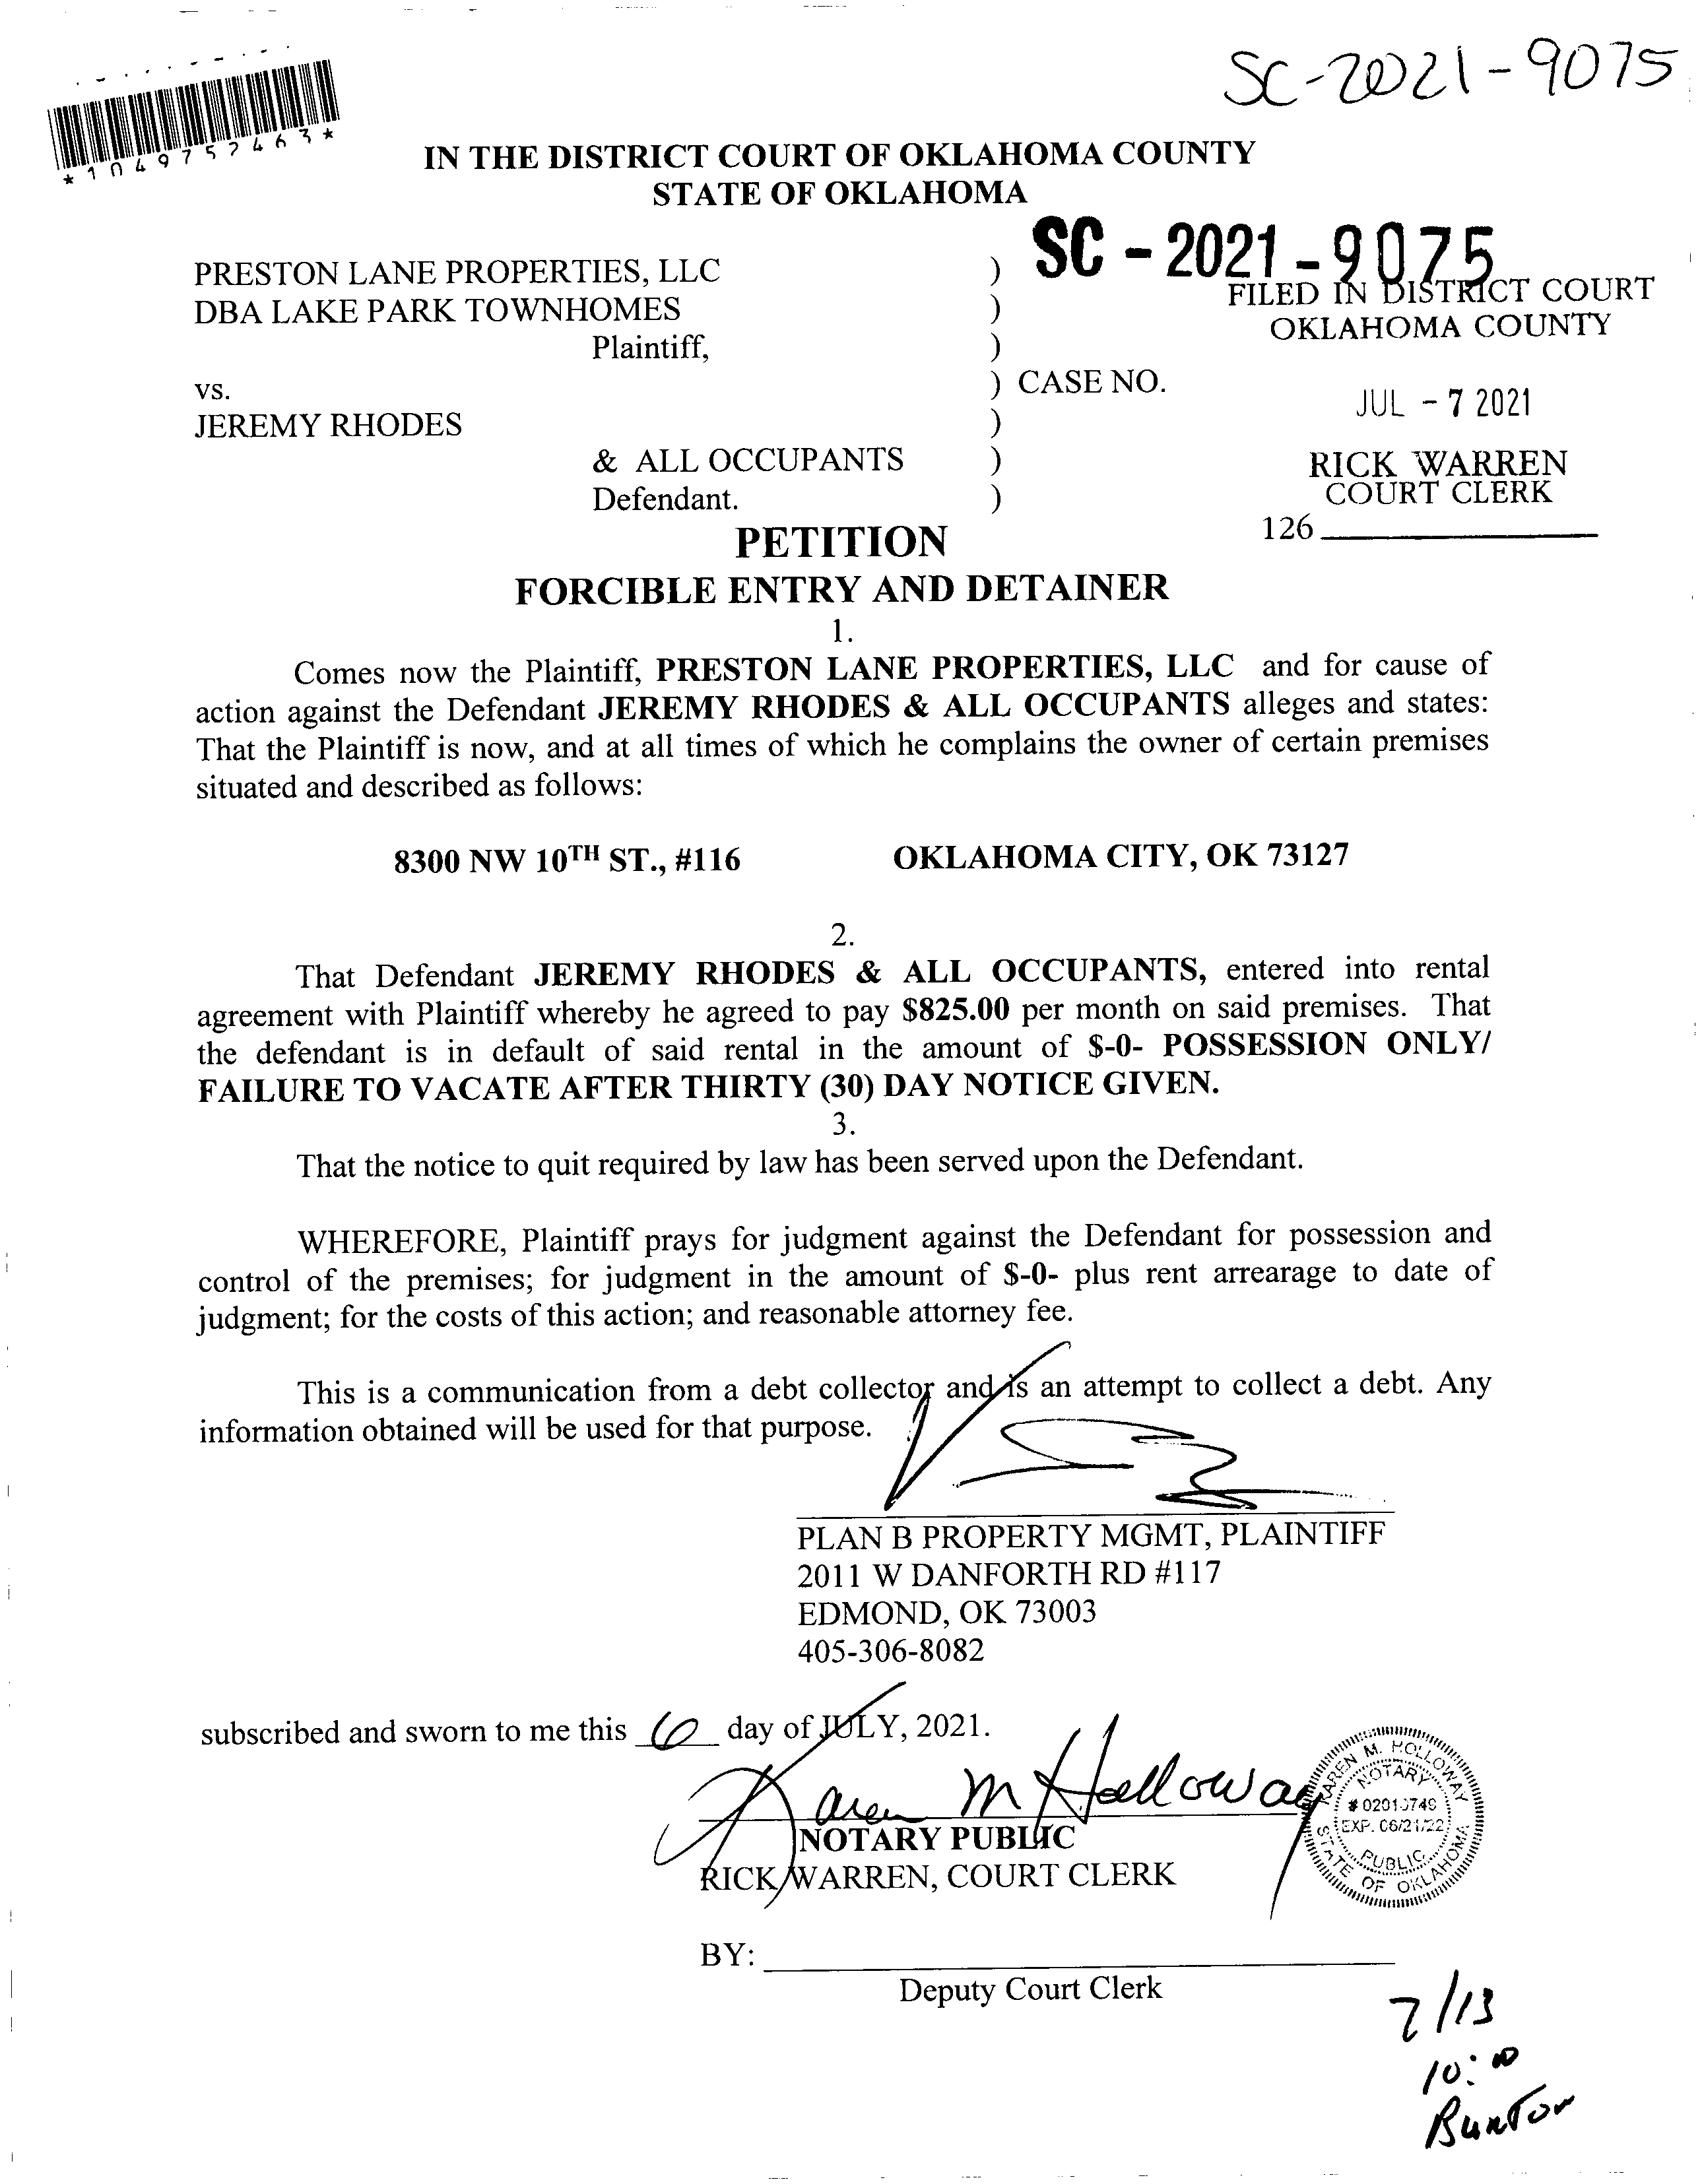 SC-2021-9075
*1049752463*
IN THE DISTRICT COURT OF OKLAHOMA COUNTY
STATE OF OKLAHOMA
SC - 2021 - 9075
PRESTON LANE PROPERTIES, LLC )
DBA LAKE PARK TOWNHOMES )
Plaintiff, )
FILED IN DISTRICT COURT
OKLAHOMA COUNTY
vs. ) CASE NO.
JEREMY RHODES )
& ALL OCCUPANTS )
Defendant. )
JUL - 7 2021
RICK WARREN
COURT CLERK
126
PETITION
FORCIBLE ENTRY AND DETAINER
1.
Comes now the Plaintiff, PRESTON LANE PROPERTIES, LLC and for cause of
action against the Defendant JEREMY RHODES & ALL OCCUPANTS alleges and states:
That the Plaintiff is now, and at all times of which he complains the owner of certain premises
situated and described as follows:
8300 NW 10TH ST., #116 OKLAHOMA CITY, OK 73127
2.
That Defendant JEREMY RHODES & ALL OCCUPANTS, entered into rental
agreement with Plaintiff whereby he agreed to pay $825.00 per month on said premises. That
the defendant is in default of said rental in the amount of $-0- POSSESSION ONLY/
FAILURE TO VACATE AFTER THIRTY (30) DAY NOTICE GIVEN.
3.
That the notice to quit required by law has been served upon the Defendant.
WHEREFORE, Plaintiff prays for judgment against the Defendant for possession and
control of the premises; for judgment in the amount of $-0- plus rent arrearage to date of
judgment; for the costs of this action; and reasonable attorney fee.
This is a communication from a debt collector and is an attempt to collect a debt. Any
information obtained will be used for that purpose.
PLAN B PROPERTY MGMT, PLAINTIFF
2011 W DANFORTH RD #117
EDMOND, OK 73003
405-306-8082
subscribed and sworn to me this 6 day of JULY, 2021.
Karen M Holloway
NOTARY PUBLIC
RICK WARREN, COURT CLERK
KAREN M. HOLLOWAY
NOTARY
EXP. 06/21/22
PUBLIC
STATE OF OKLAHOMA
BY:
Deputy Court Clerk
7/13
10:00
Bunton